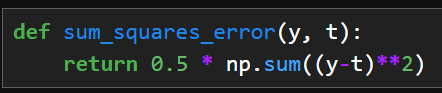 def sum_squares_error(y, t):
    return 0.5 * np.sum((y-t)**2)